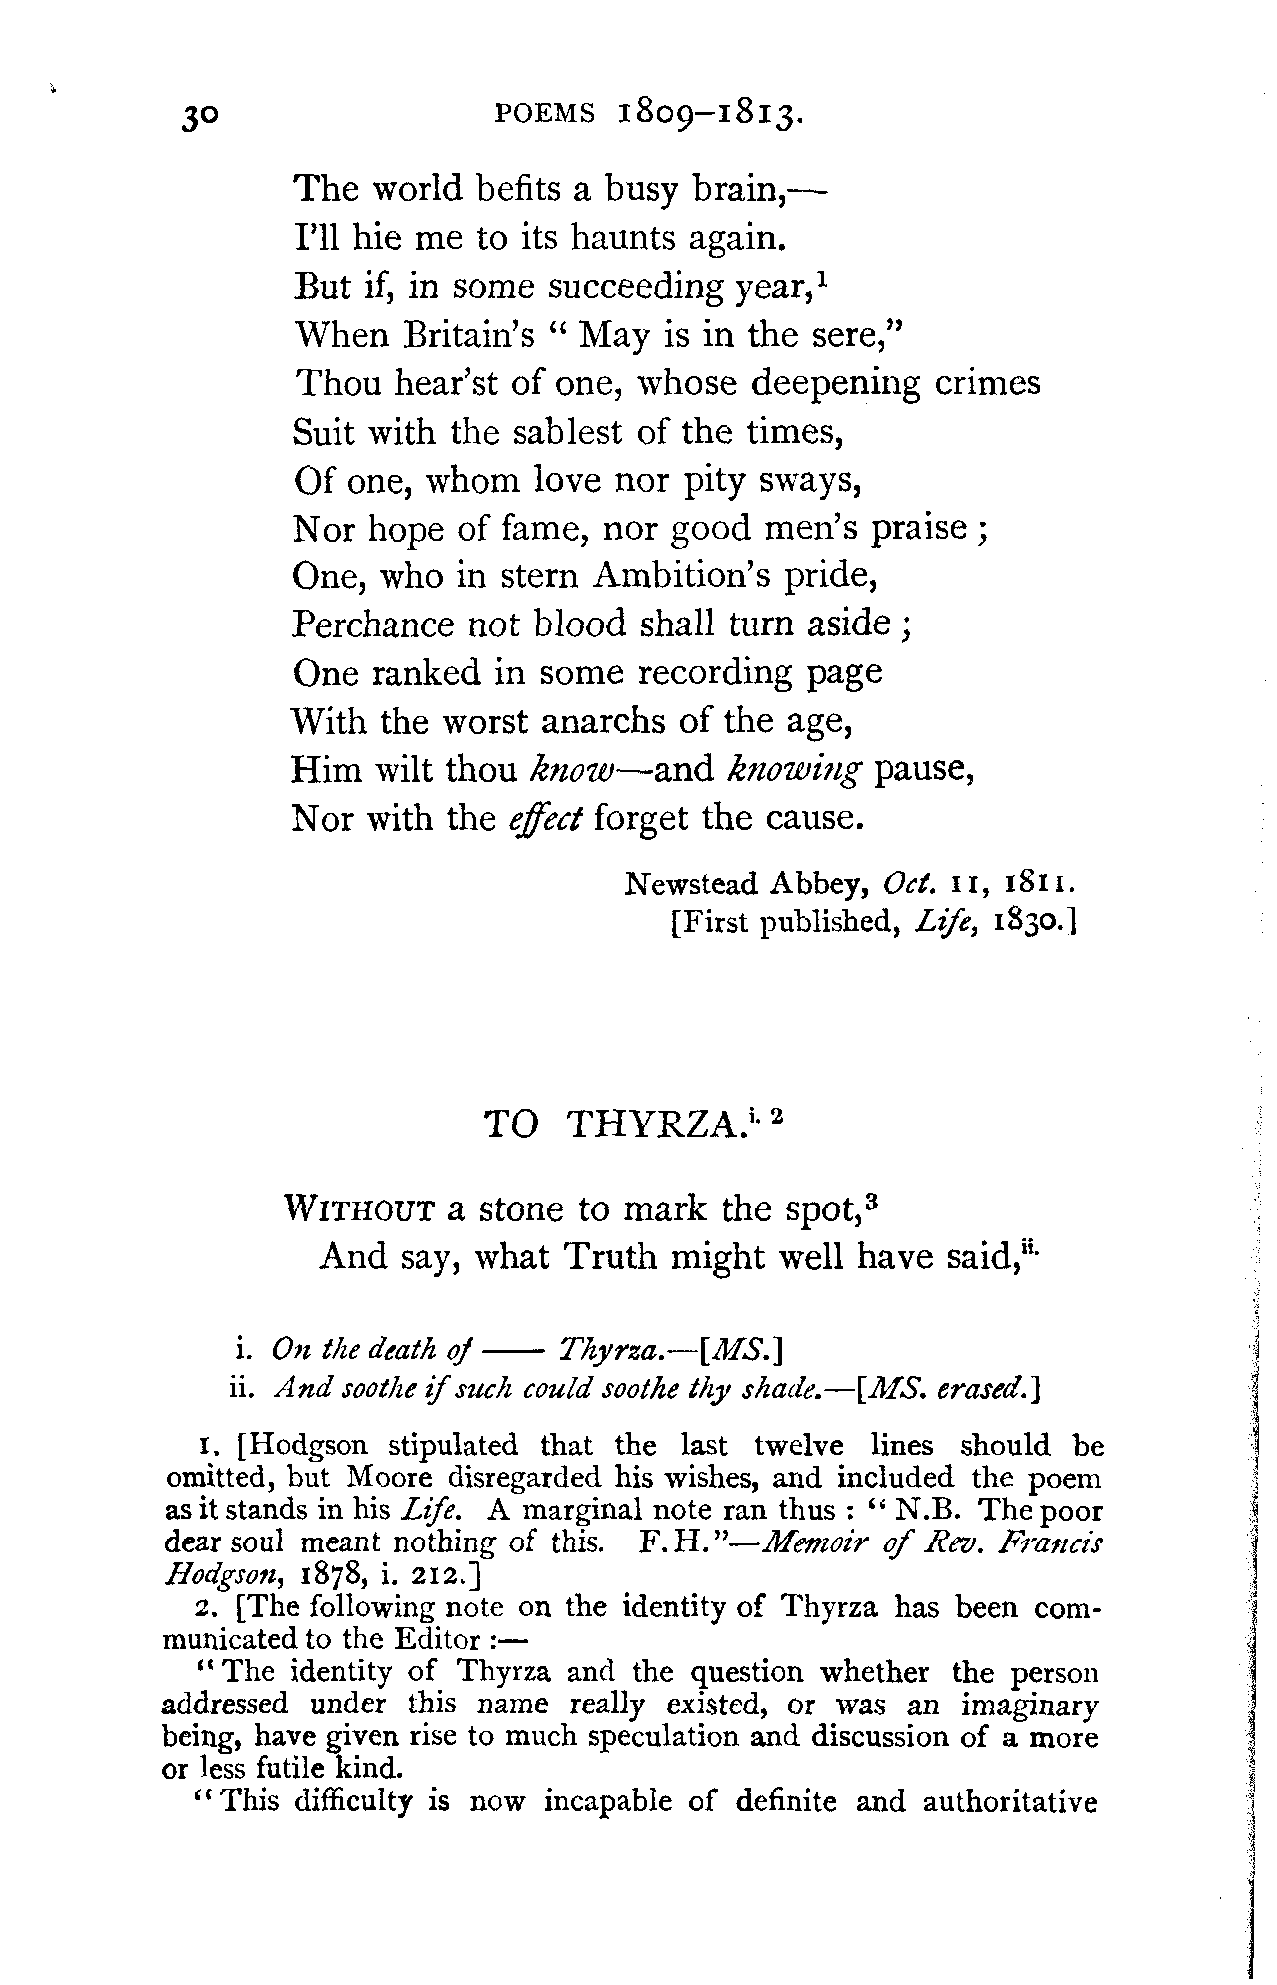 30 POEMS 1809–1813.
The world befits a busy brain,—
I'll hie me to its haunts again.
But if, in some succeeding year,¹
When Britain's " May is in the sere,"
Thou hear'st of one, whose deepening crimes
Suit with the sablest of the times,
Of one, whom love nor pity sways,
Nor hope of fame, nor good men's praise ;
One, who in stern Ambition's pride,
Perchance not blood shall turn aside ;
One ranked in some recording page
With the worst anarchs of the age,
Him wilt thou know—and knowing pause,
Nor with the effect forget the cause.
Newstead Abbey, Oct. 11, 1811.
[First published, Life, 1830.]
TO THYRZA.i. 2
WITHOUT a stone to mark the spot,³
And say, what Truth might well have said,ii.
i. On the death of —— Thyrza.—[MS.]
ii. And soothe if such could soothe thy shade.—[MS. erased.]
1. [Hodgson stipulated that the last twelve lines should be
omitted, but Moore disregarded his wishes, and included the poem
as it stands in his Life. A marginal note ran thus : " N.B. The poor
dear soul meant nothing of this. F. H."—Memoir of Rev. Francis
Hodgson, 1878, i. 212.]
2. [The following note on the identity of Thyrza has been com-
municated to the Editor :—
" The identity of Thyrza and the question whether the person
addressed under this name really existed, or was an imaginary
being, have given rise to much speculation and discussion of a more
or less futile kind.
" This difficulty is now incapable of definite and authoritative